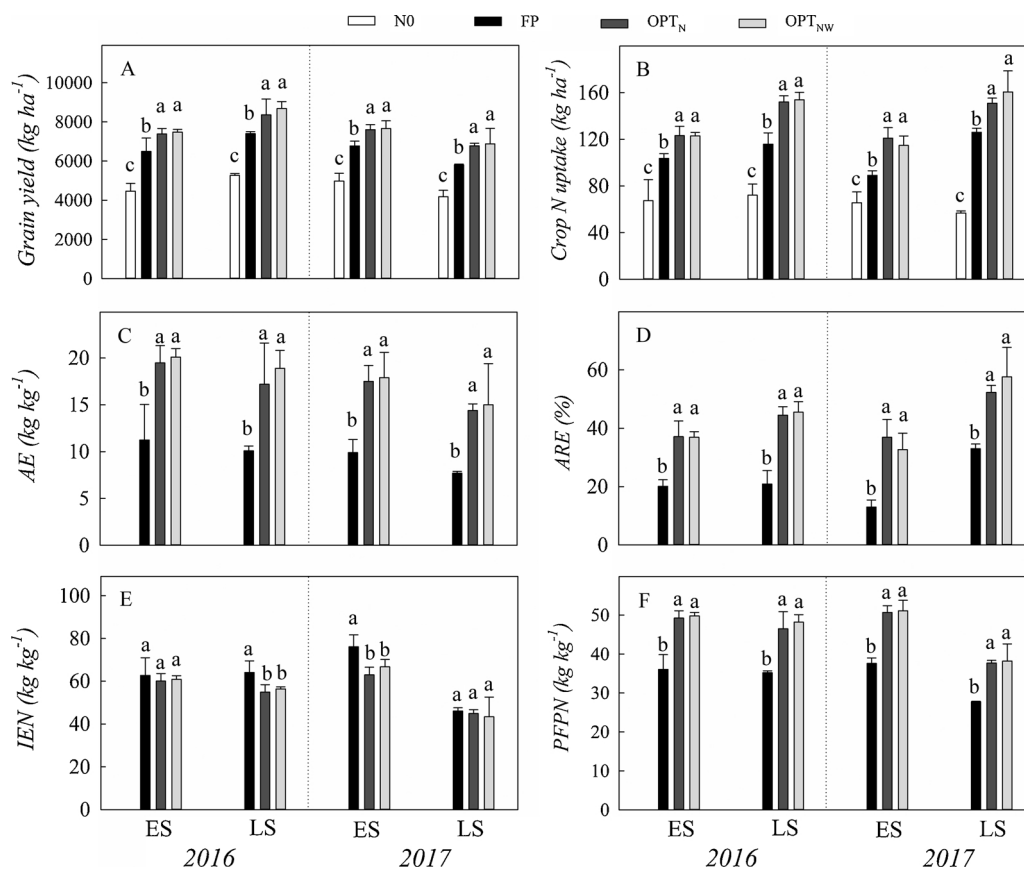 N0 FP OPT_N OPT_NW
A
Grain yield (kg ha⁻¹)
10000
8000
6000
4000
2000
0
c b a a c b a a c b a a c b a a
B
Crop N uptake (kg ha⁻¹)
160
120
80
40
0
c b a a c b a a c b a a c b a a
C
AE (kg kg⁻¹)
20
15
10
5
0
b a a b a a b a a b a a
D
ARE (%)
60
40
20
0
b a a b a a b a a b a a
E
IEN (kg kg⁻¹)
100
80
60
40
20
0
a a a a b b a b b a a a
ES LS ES LS
2016 2017
F
PFPN (kg kg⁻¹)
50
40
30
20
10
0
b a a b a a b a a b a a
ES LS ES LS
2016 2017